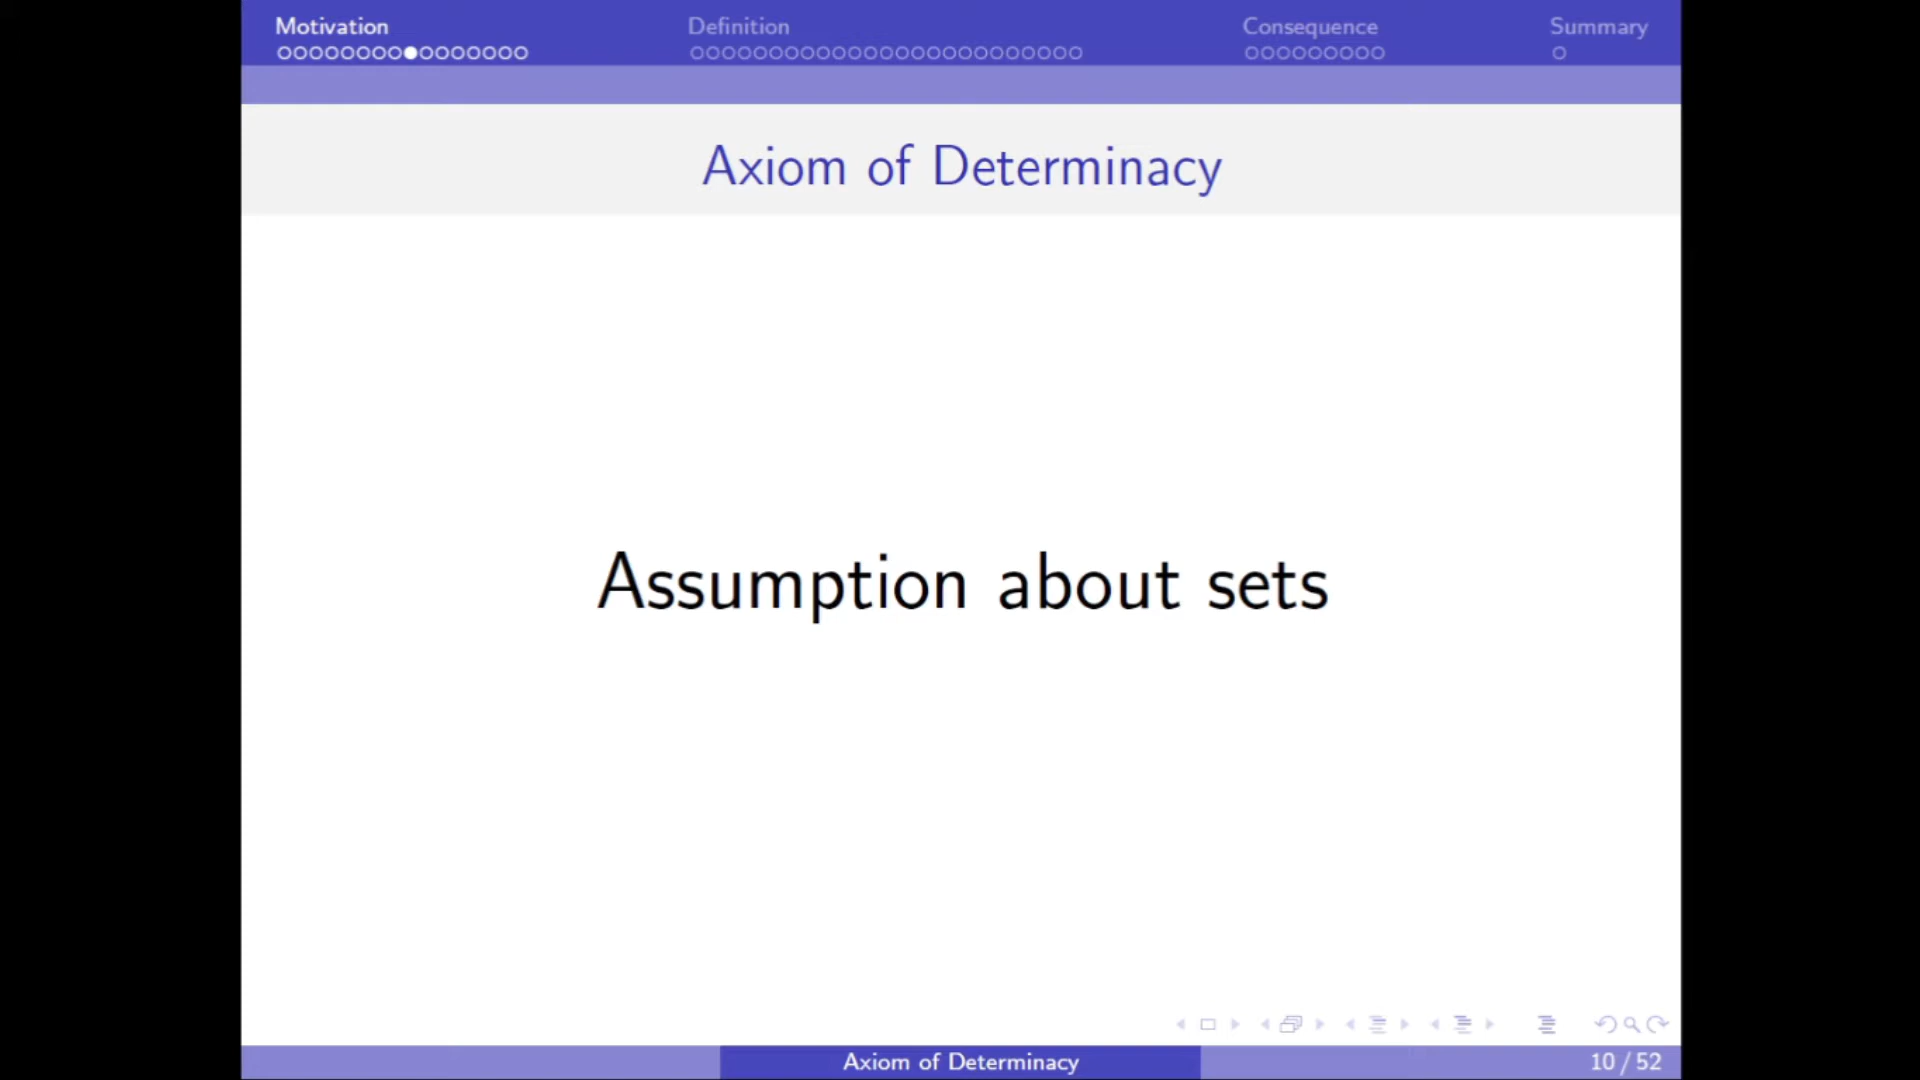 Motivation Definition Consequence Summary
Axiom of Determinacy
Assumption about sets
Axiom of Determinacy 10 / 52